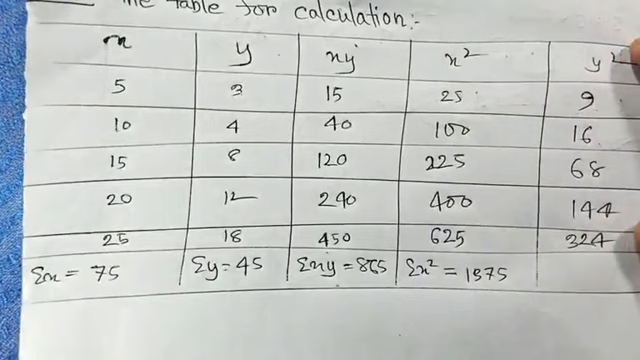 The table for calculation:-
x y xy x² y²
5 3 15 25 9
10 4 40 100 16
15 8 120 225 68
20 12 240 400 144
25 18 450 625 324
Σx = 75 Σy = 45 Σxy = 865 Σx² = 1375